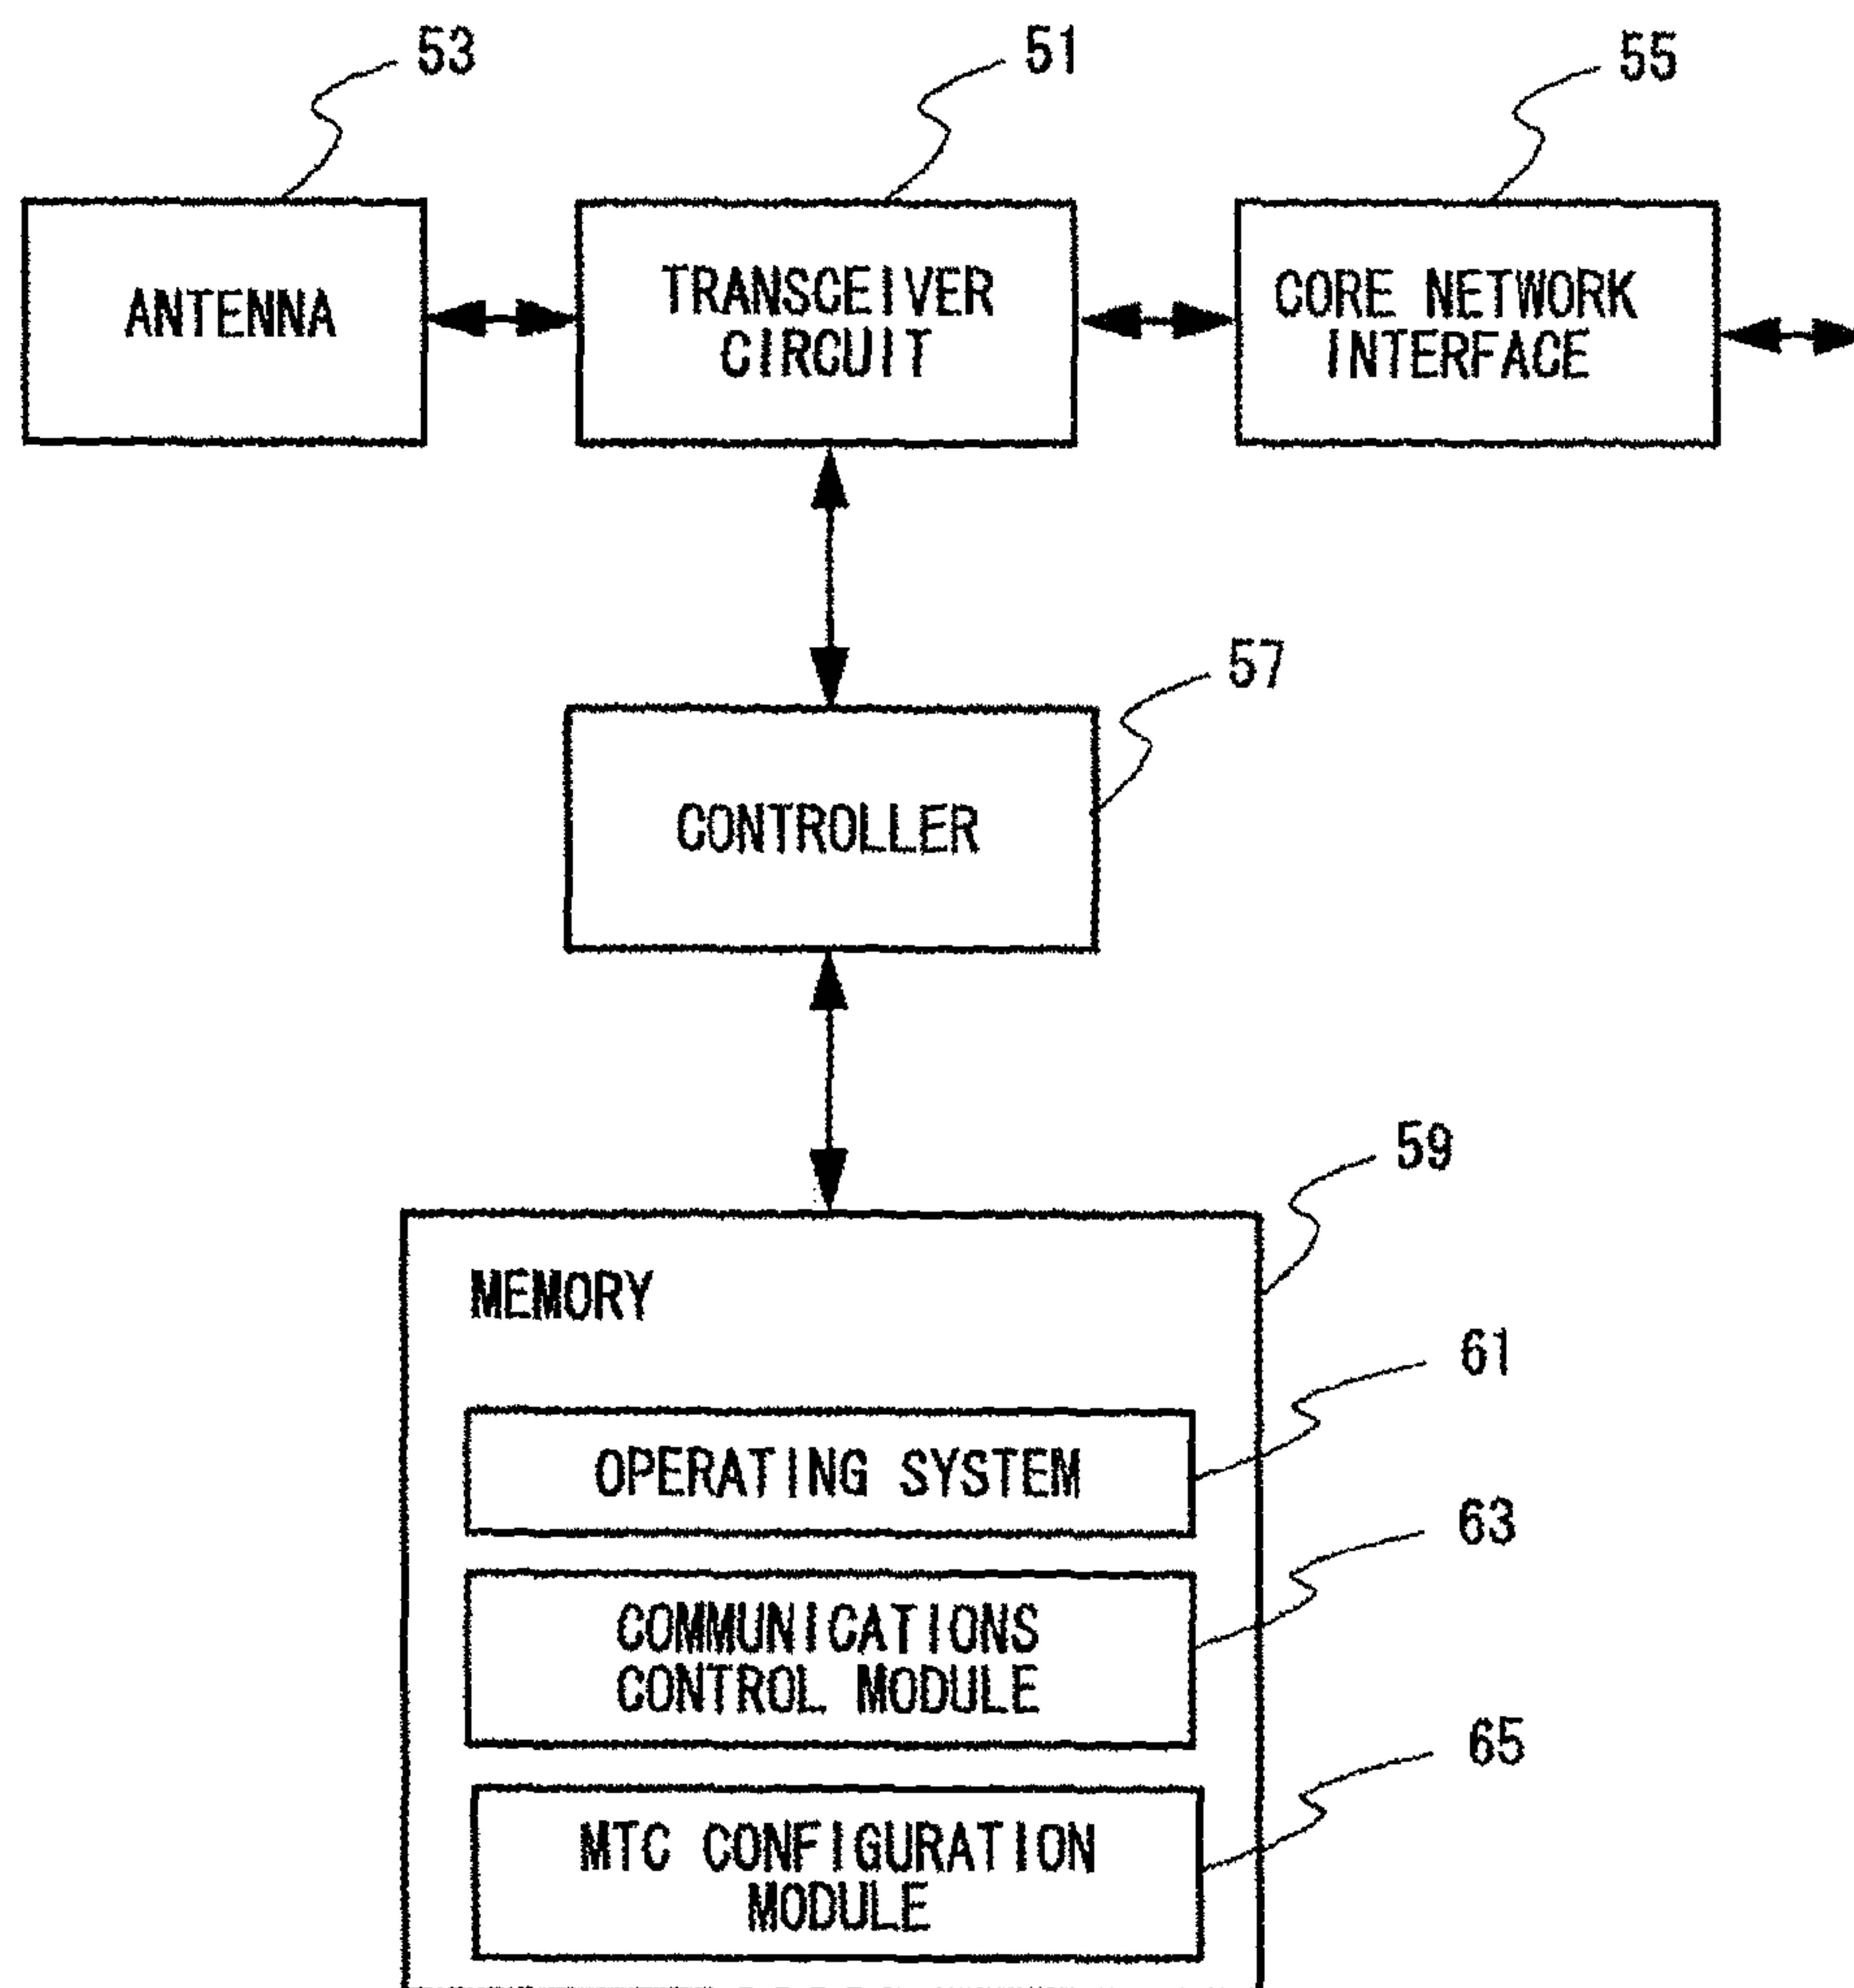 53
51
55
ANTENNA
TRANSCEIVER
CIRCUIT
CORE NETWORK
INTERFACE
57
CONTROLLER
59
MEMORY
61
OPERATING SYSTEM
63
COMMUNICATIONS
CONTROL MODULE
65
MTC CONFIGURATION
MODULE